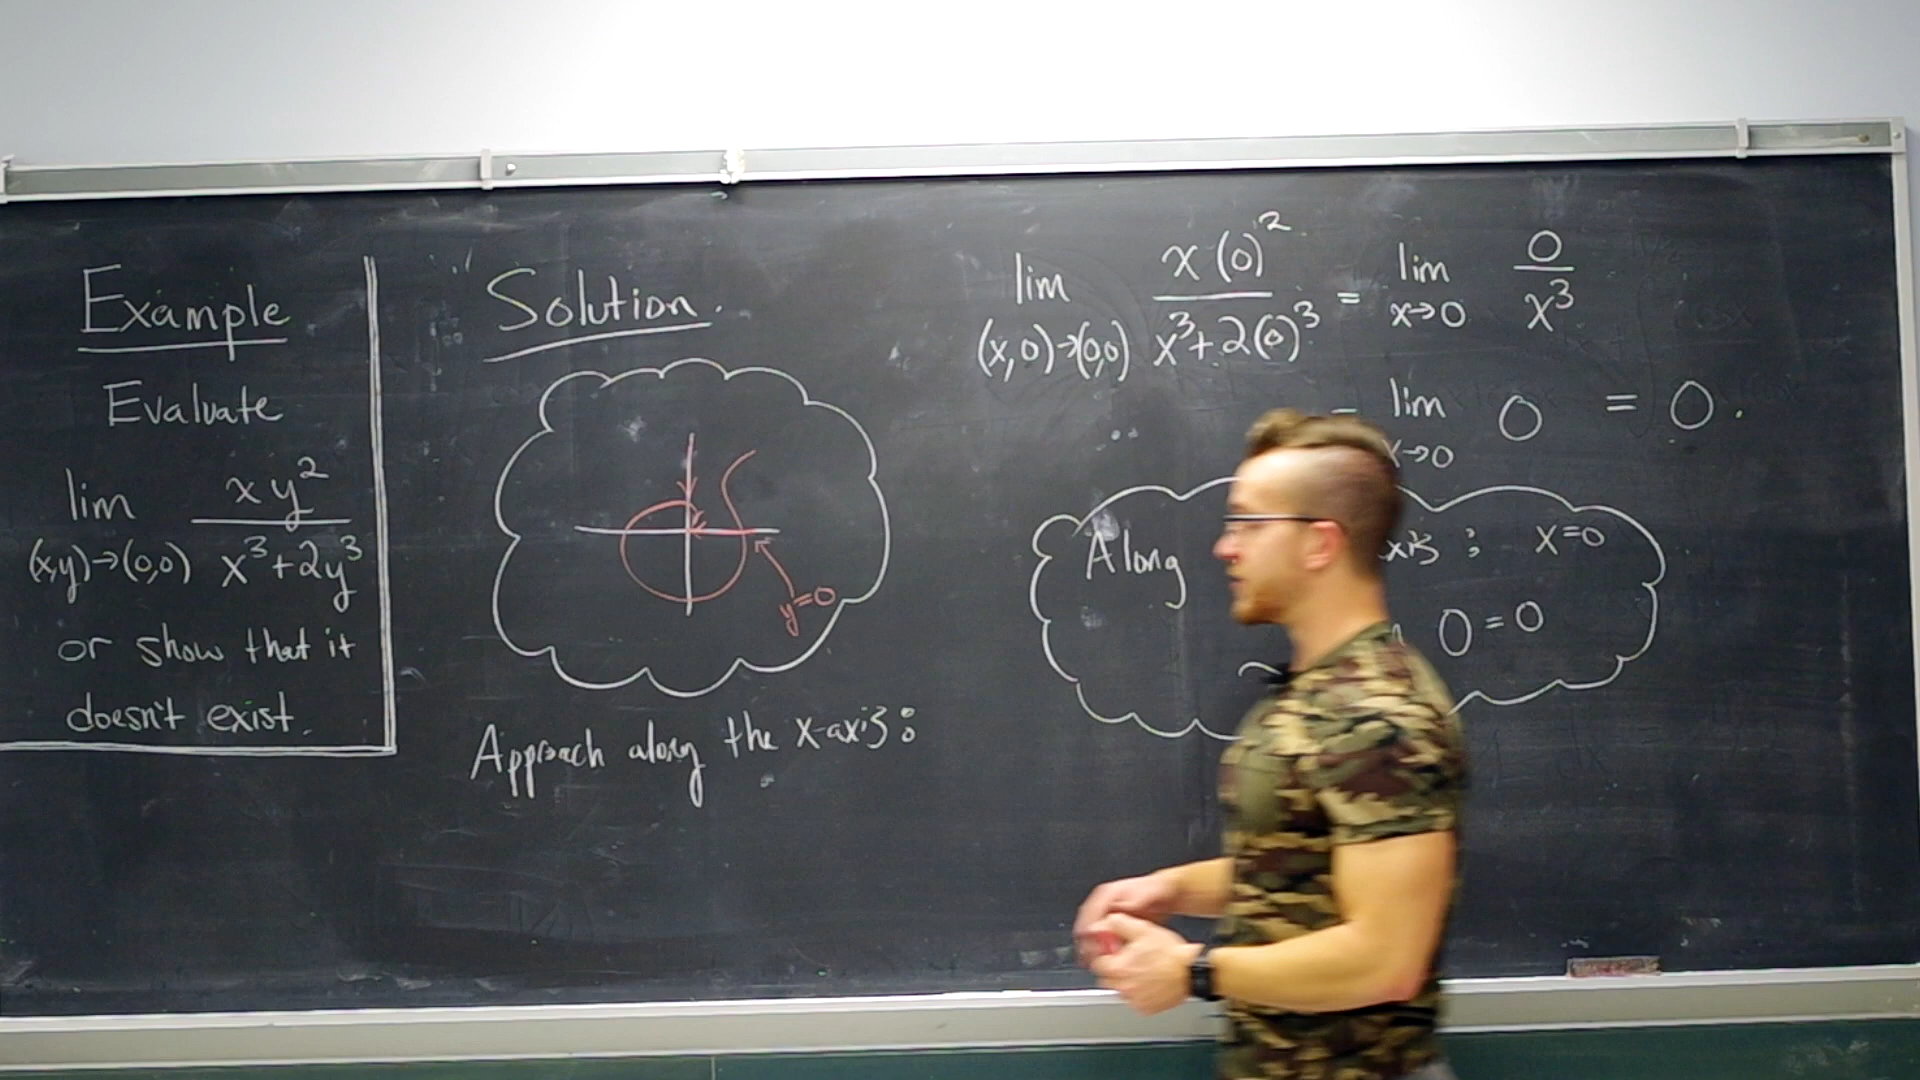 Example
Evaluate
lim xy²
(x,y)→(0,0) x³+2y³
or show that it
doesn't exist.
Solution.
y=0
Approach along the x-axis:
lim x(0)² = lim 0
(x,0)→(0,0) x³+2(0)³ x→0 x³
lim 0 = 0.
x→0
Along xis : x=0
0=0